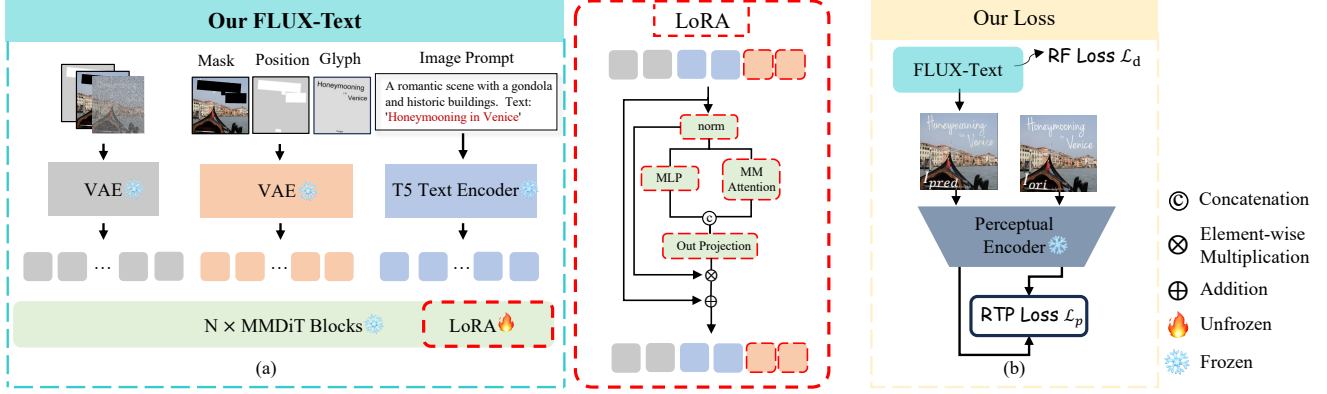 Our FLUX-Text
Mask
Position
Glyph
Image Prompt
Honeymooning
Venice
A romantic scene with a gondola
and historic buildings. Text:
'Honeymooning in Venice'
VAE
VAE
T5 Text Encoder
...
...
...
N × MMDiT Blocks
LoRA
(a)
LoRA
norm
MLP
MM
Attention
c
Out Projection
Our Loss
FLUX-Text
RF Loss ℒd
Honeymooning
Venice
Ipred
Honeymooning
Venice
Iori
Perceptual
Encoder
RTP Loss ℒp
(b)
C Concatenation
⊗ Element-wise
Multiplication
⊕ Addition
Unfrozen
Frozen